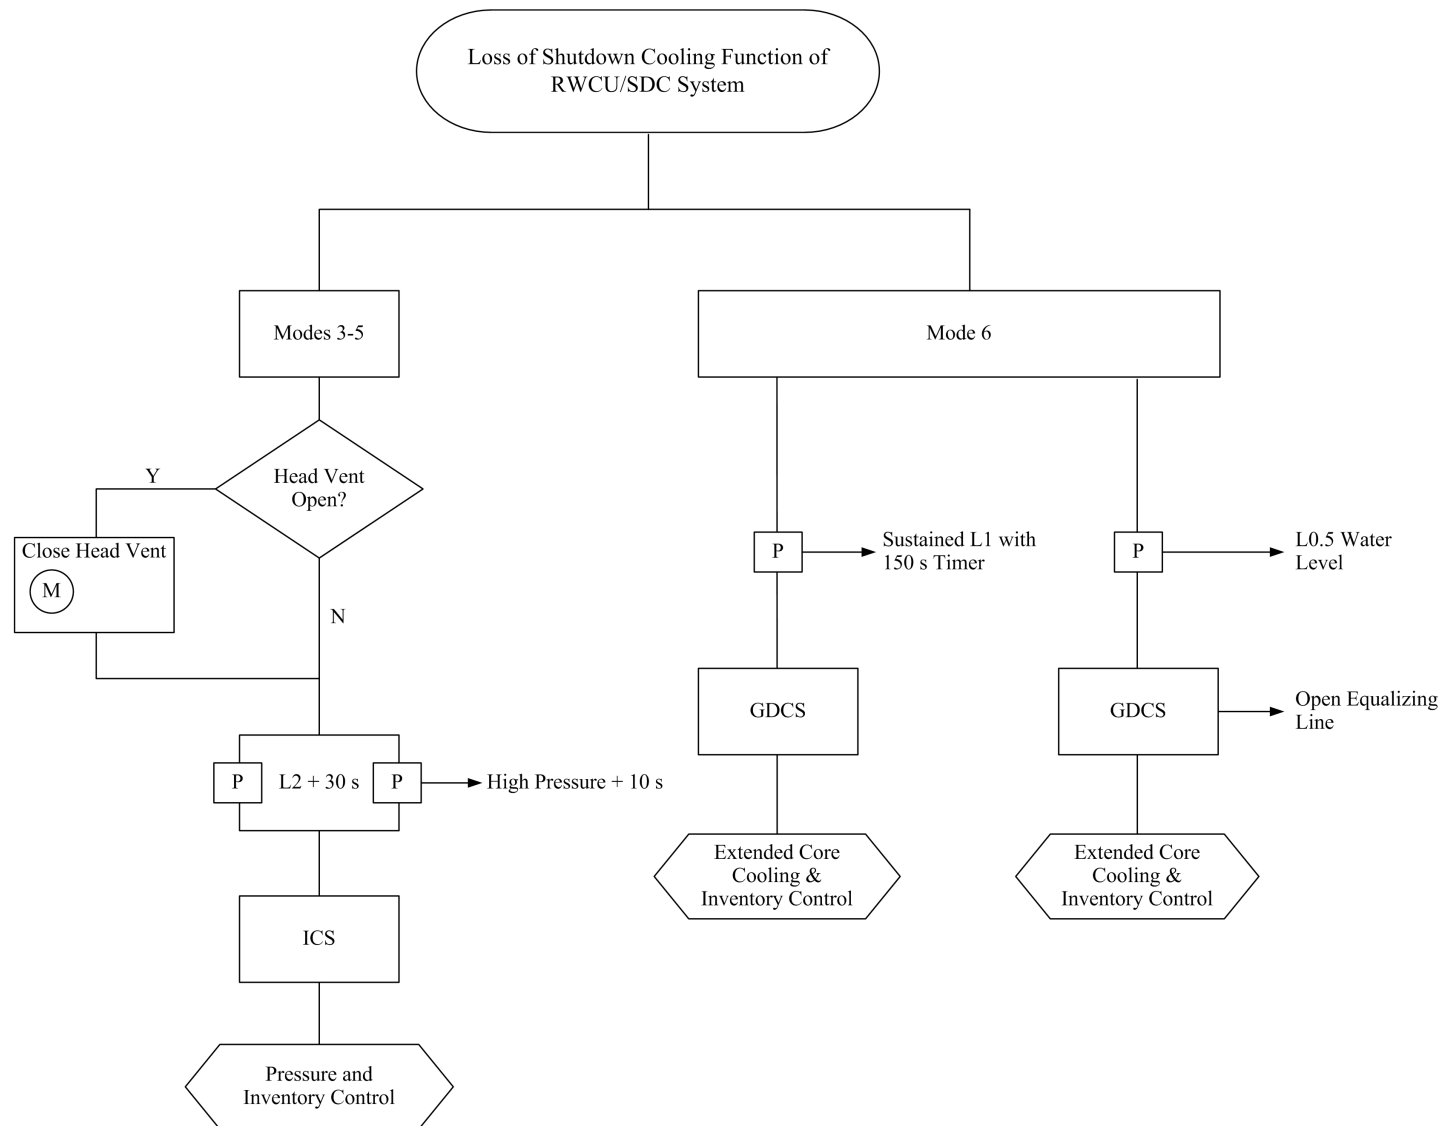 Loss of Shutdown Cooling Function of
RWCU/SDC System
Modes 3-5
Mode 6
Head Vent
Open?
Y
N
Close Head Vent
M
P
Sustained L1 with
150 s Timer
P
L0.5 Water
Level
GDCS
GDCS
Open Equalizing
Line
P
L2 + 30 s
P
High Pressure + 10 s
Extended Core
Cooling &
Inventory Control
Extended Core
Cooling &
Inventory Control
ICS
Pressure and
Inventory Control